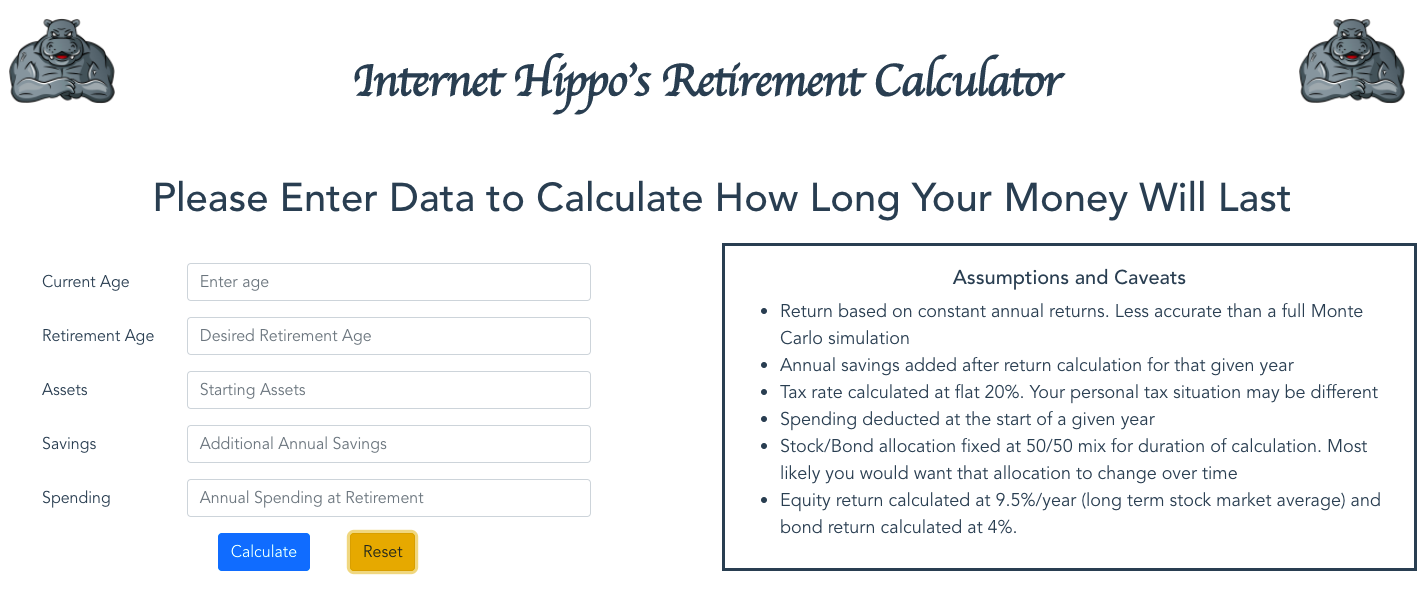 Internet Hippo's Retirement Calculator
Please Enter Data to Calculate How Long Your Money Will Last
Current Age
Enter age
Retirement Age
Desired Retirement Age
Assets
Starting Assets
Savings
Additional Annual Savings
Spending
Annual Spending at Retirement
Calculate
Reset
Assumptions and Caveats
• Return based on constant annual returns. Less accurate than a full Monte
Carlo simulation
• Annual savings added after return calculation for that given year
• Tax rate calculated at flat 20%. Your personal tax situation may be different
• Spending deducted at the start of a given year
• Stock/Bond allocation fixed at 50/50 mix for duration of calculation. Most
likely you would want that allocation to change over time
• Equity return calculated at 9.5%/year (long term stock market average) and
bond return calculated at 4%.